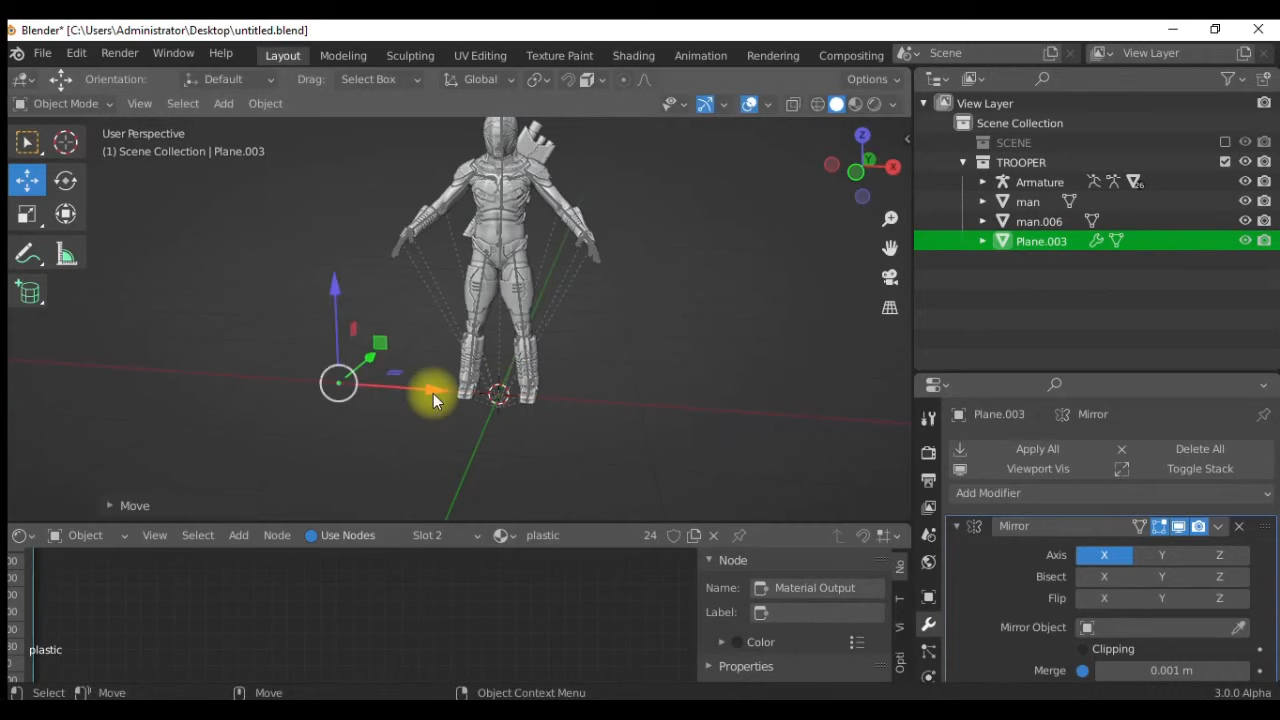 Blender* [C:\Users\Administrator\Desktop\untitled.blend]
File Edit Render Window Help Layout Modeling Sculpting UV Editing Texture Paint Shading Animation Rendering Compositing Scene View Layer
Orientation: Default Drag: Select Box Global Options
Object Mode View Select Add Object
User Perspective
(1) Scene Collection | Plane.003
Z
Y
X
Move
View Layer
Scene Collection
SCENE
TROOPER
Armature 26
man
man.006
Plane.003
Plane.003 Mirror
Apply All Delete All
Viewport Vis Toggle Stack
Add Modifier
Mirror
Axis X Y Z
Bisect X Y Z
Flip X Y Z
Mirror Object
Clipping
Merge 0.001 m
Object View Select Add Node Use Nodes Slot 2 plastic 24
Node
Name: Material Output
Label:
Color
Properties
No
T
Vi
Opti
plastic
Select Move Move Object Context Menu 3.0.0 Alpha